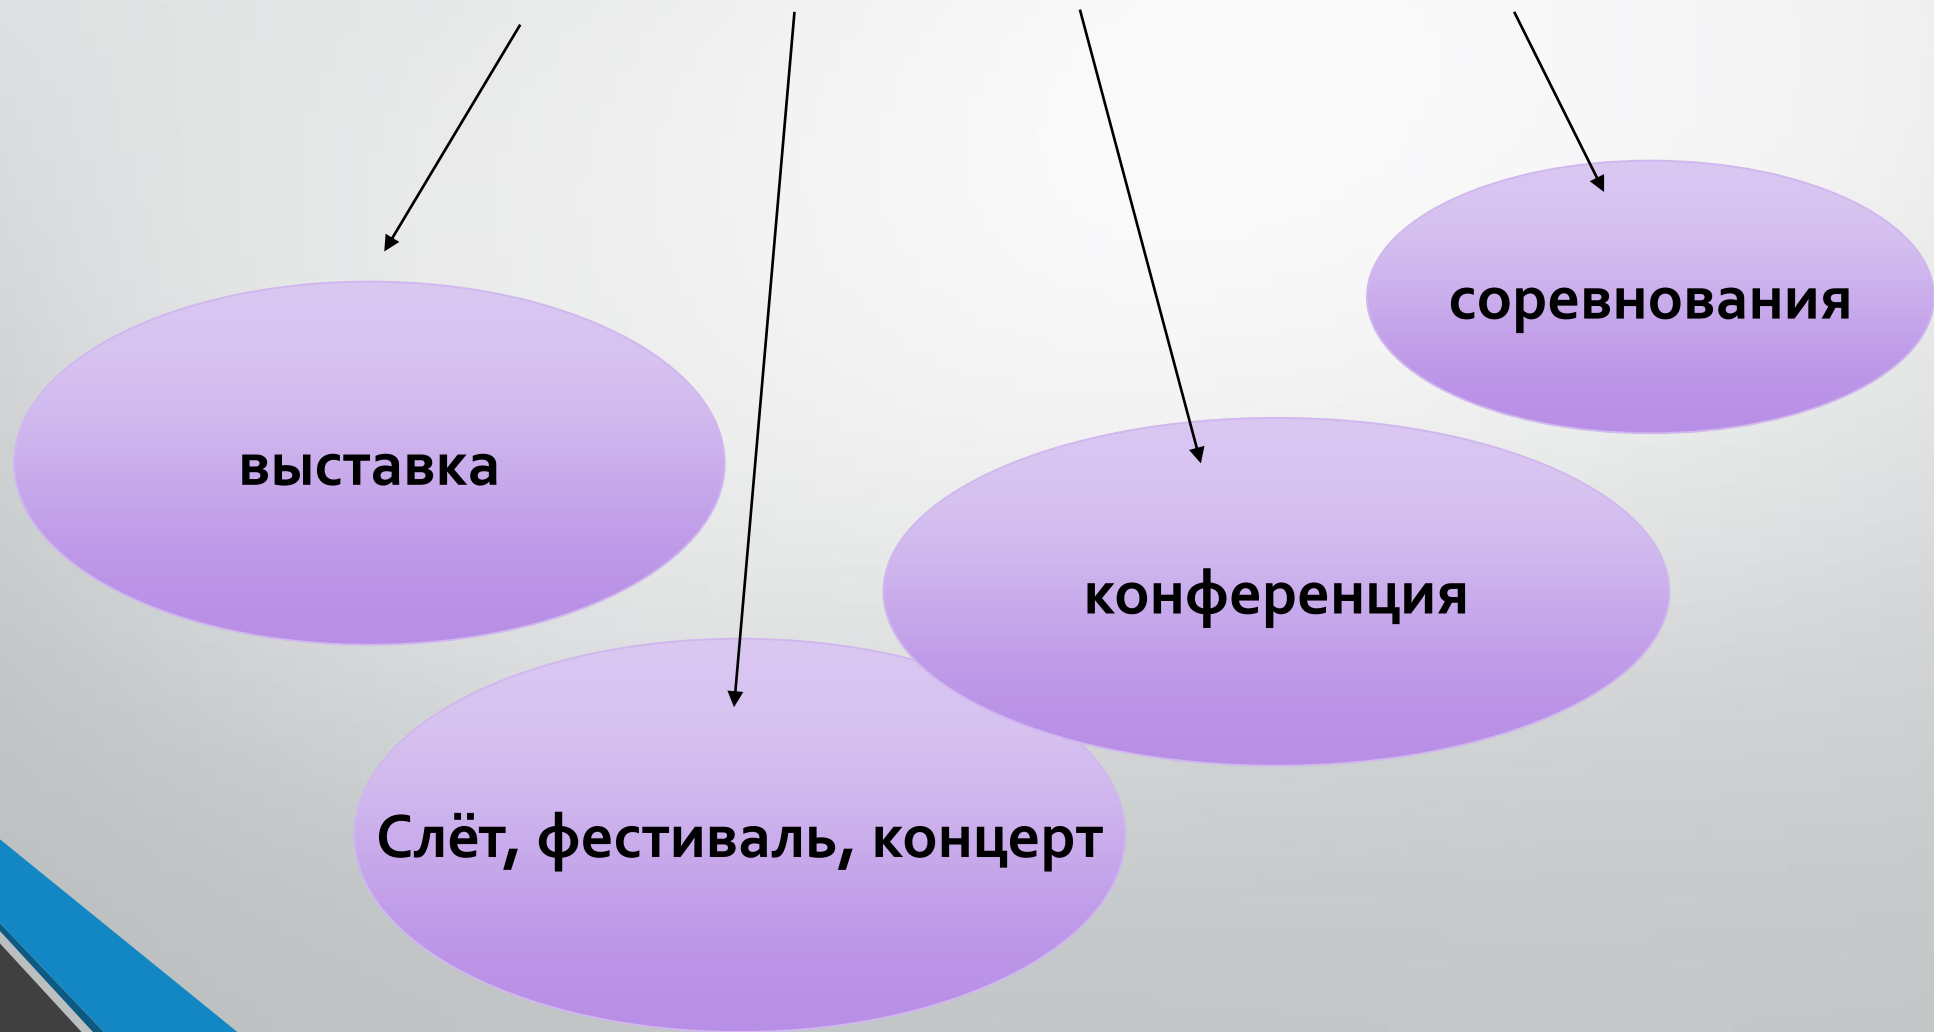 соревнования
выставка
конференция
Слёт, фестиваль, концерт